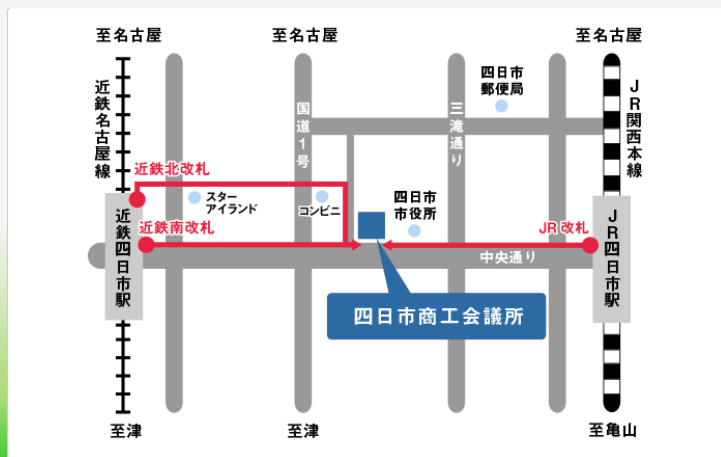 至名古屋
至名古屋
至名古屋
近鉄名古屋線
国道1号
三滝通り
四日市
郵便局
JR関西本線
近鉄北改札
スター
アイランド
コンビニ
四日市
市役所
近鉄南改札
JR改札
近鉄四日市駅
中央通り
JR四日市駅
四日市商工会議所
至津
至津
至亀山